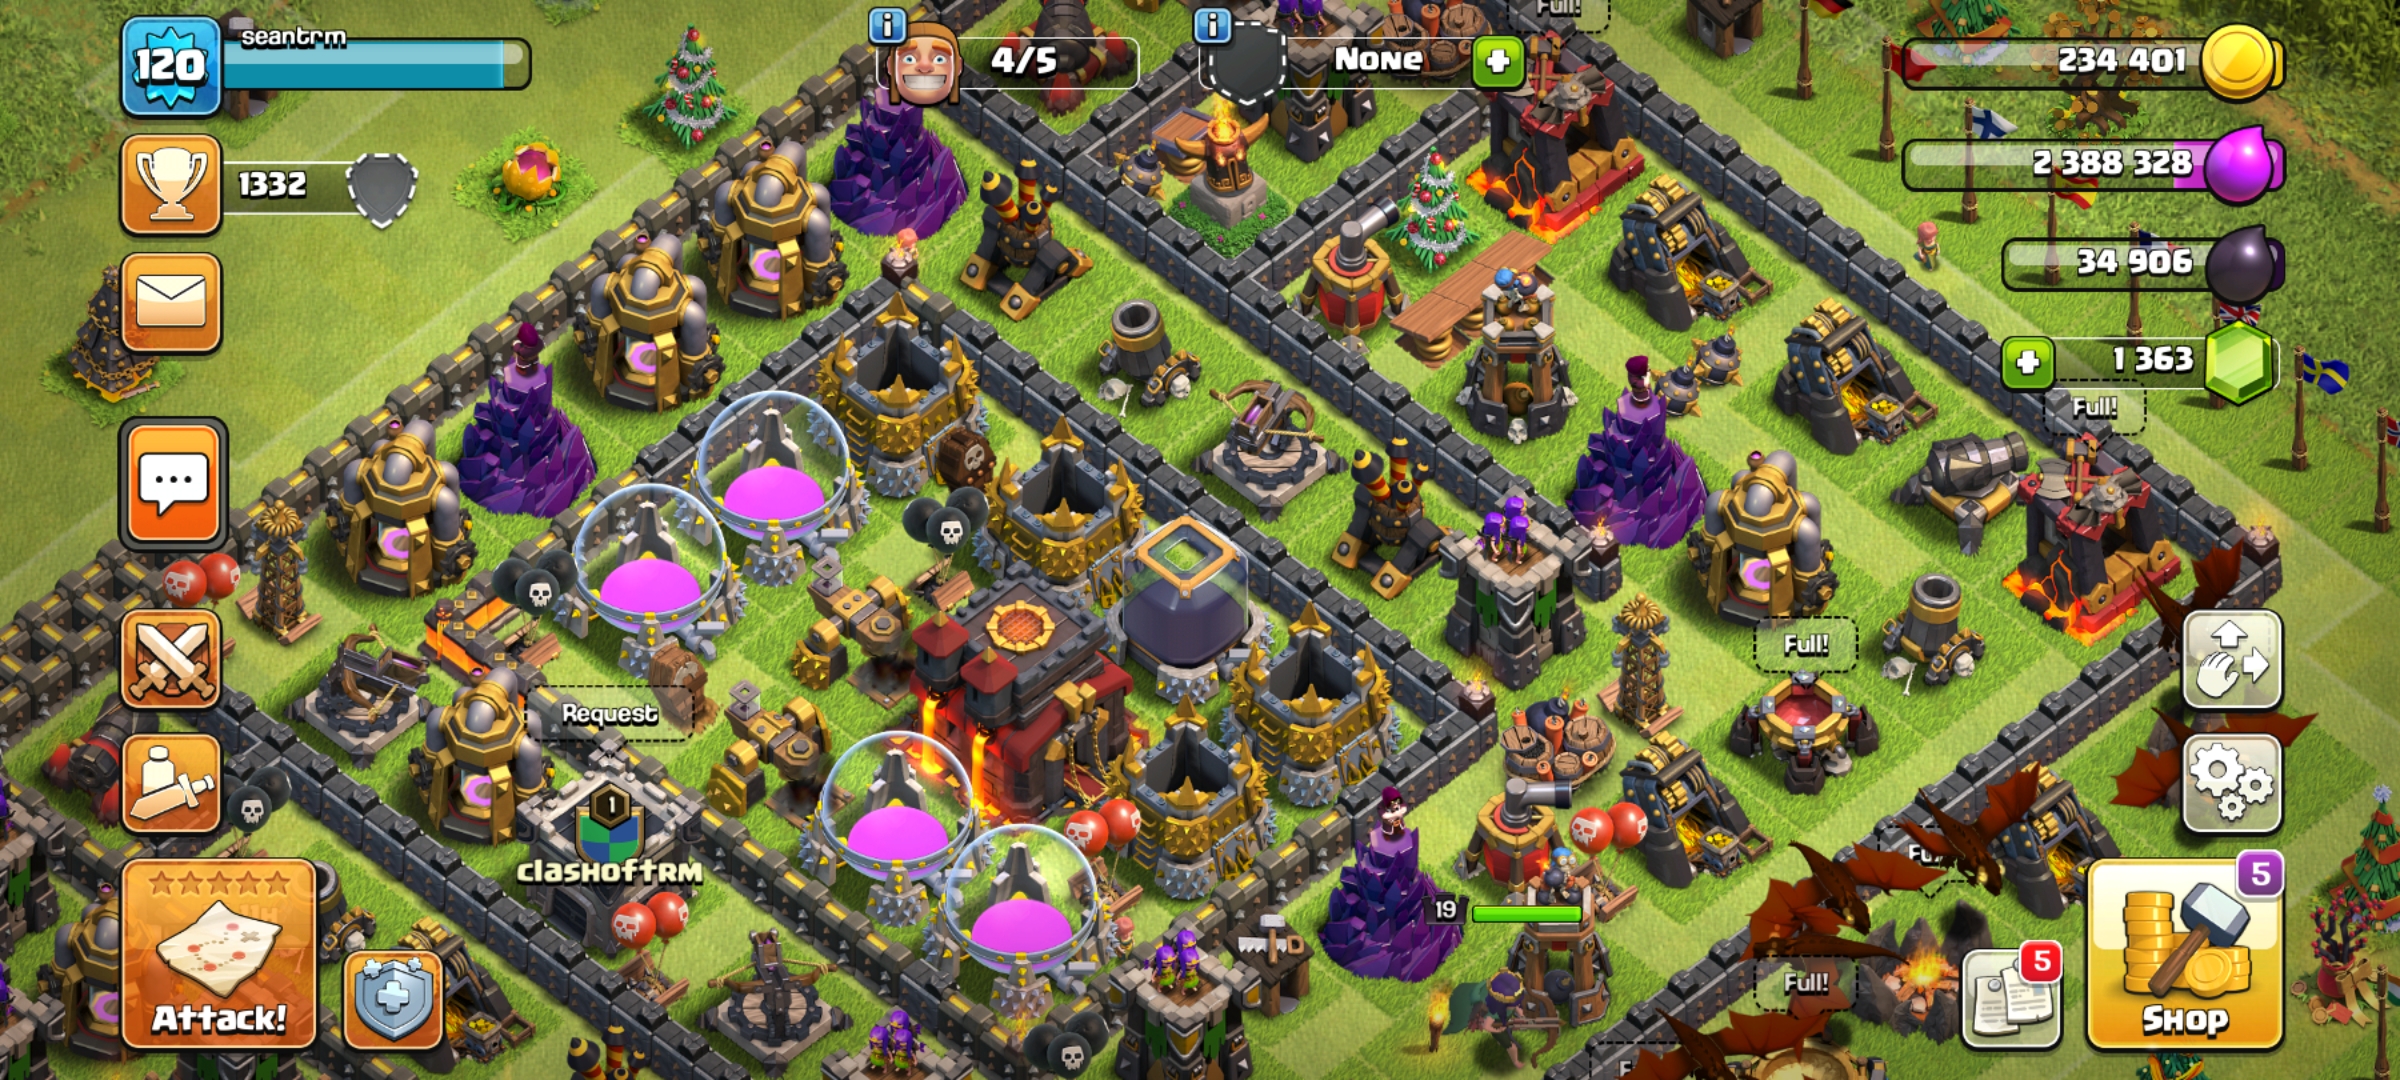 Full!
120
seantrm
4/5
None
234 401
1332
2 388 328
34 906
1 363
Full!
Full!
Request
1
clashoftrm
19
5
5
Full!
Attack!
Shop